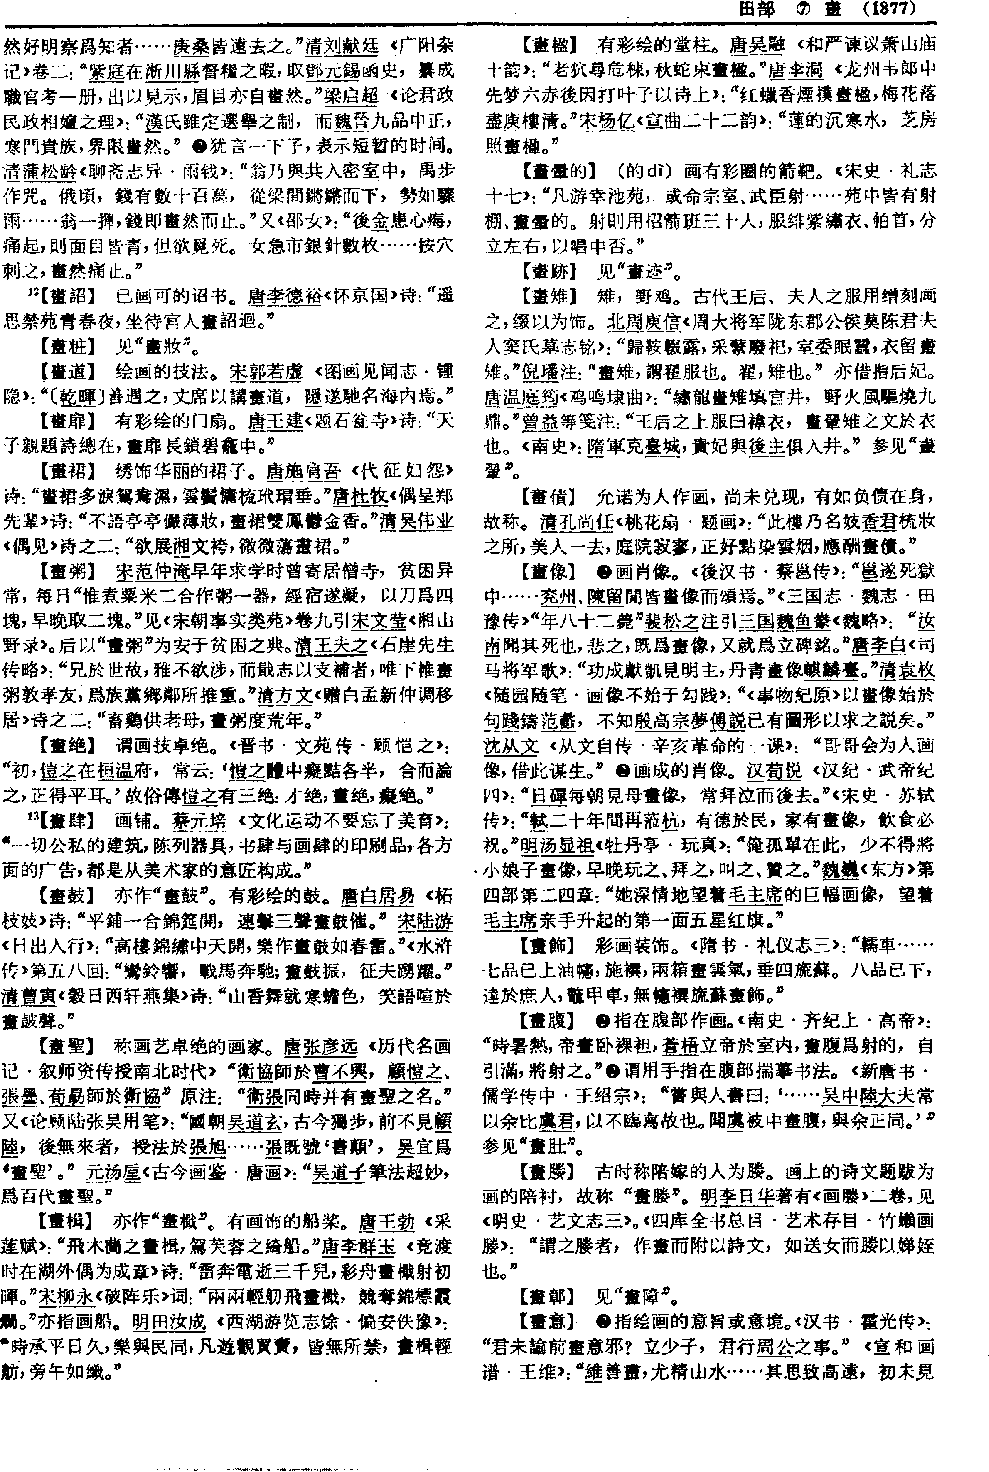 田部 ⑦ 畫 (1377)
然好明察爲知者……庚桑皆遠去之。”清刘献廷《广阳杂
记》卷二：“紫庭在淅川縣督糧之暇，取鄧元錫函史，纂成
職官考一册，出以見示，眉目亦自畫然。”梁启超《论君政
民政相嬗之理》：“漢氏雖定選舉之制，而魏晉九品中正，
寒門貴族，界限畫然。” ❷犹言一下子，表示短暂的时间。
清蒲松龄《聊斋志异·雨钱》：“翁乃與共入密室中，禹步
作咒。俄頃，錢有數十百萬，從梁間鏘鏘而下，勢如驟
雨……翁一揮，錢即畫然而止。”又《邵女》：“後金患心痗，
痛起，則面目皆青，但欲覓死。女急市銀針數枚……按穴
刺之，畫然痛止。”
¹²【畫詔】 已画可的诏书。唐李德裕《怀京国》诗：“遥
思禁苑青春夜，坐待宫人畫詔迴。”
【畫粧】 见“畫妝”。
【畫道】 绘画的技法。宋郭若虚《图画见闻志·锺
隐》：“〔乾暉〕善遇之，丈席以講畫道，隱遂馳名海内焉。”
【畫扉】 有彩绘的门扇。唐王建《题石瓮寺》诗：“天
子親題詩總在，畫扉長鎖碧龕中。”
【畫裙】 绣饰华丽的裙子。唐施肩吾《代征妇怨》
诗：“畫裙多淚鴛鴦濕，雲鬢慵梳玳瑁垂。”唐杜牧《偶呈郑
先辈》诗：“不語亭亭儼薄妝，畫裙雙鳳鬱金香。”清吴伟业
《偶见》诗之二：“欲展湘文袴，微微蕩畫裙。”
【畫粥】 宋范仲淹早年求学时曾寄居僧寺，贫困异
常，每日“惟煮粟米二合作粥一器，經宿遂凝，以刀爲四
塊，早晚取二塊。”见《宋朝事实类苑》卷九引宋文莹《湘山
野录》。后以“畫粥”为安于贫困之典。清王夫之《石崖先生
传略》：“兄於世故，雅不欲涉，而戢志以支補者，唯下帷畫
粥敦孝友，爲族黨鄉鄰所推重。”清方文《赠白孟新仲调移
居》诗之二：“畜鷄供老母，畫粥度荒年。”
【畫絶】 谓画技卓绝。《晋书·文苑传·顾恺之》：
“初，愷之在桓温府，常云：‘愷之體中癡黠各半，合而論
之，正得平耳。’故俗傳愷之有三絶：才絶，畫絶，癡絶。”
¹³【畫肆】 画铺。蔡元培《文化运动不要忘了美育》：
“一切公私的建筑，陈列器具，书肆与画肆的印刷品，各方
面的广告，都是从美术家的意匠构成。”
【畫鼓】 亦作“畫皷”。有彩绘的鼓。唐白居易《柘
枝妓》诗：“平鋪一合錦筵開，連擊三聲畫鼓催。”宋陆游
《日出入行》：“高樓錦繡中天開，樂作畫鼓如春雷。”《水浒
传》第五八回：“鸞鈴響，戰馬奔馳；畫鼓振，征夫踴躍。”
清曹寅《毂日西轩燕集》诗：“山香舞就寒蟾色，笑語喧於
畫皷聲。”
【畫聖】 称画艺卓绝的画家。唐张彦远《历代名画
记·叙师资传授南北时代》“衛協師於曹不興，顧愷之、
張墨、荀勗師於衛協”原注：“衛張同時并有畫聖之名。”
又《论顾陆张吴用笔》：“國朝吴道玄，古今獨步，前不見顧
陸，後無來者，授法於張旭……張既號‘書顛’，吴宜爲
‘畫聖’。”元汤垕《古今画鉴·唐画》：“吴道子筆法超妙，
爲百代畫聖。”
【畫楫】 亦作“畫檝”。有画饰的船桨。唐王勃《采
莲赋》：“飛木蘭之畫楫，駕芙蓉之綺船。”唐李群玉《竞渡
时在湖外偶为成章》诗：“雷奔電逝三千兒，彩舟畫檝射初
暉。”宋柳永《破阵乐》词：“兩兩輕舠飛畫檝，競奪錦標霞
爛。”亦指画船。明田汝成《西湖游览志馀·偏安佚豫》：
“時承平日久，樂與民同，凡遊觀買賣，皆無所禁，畫楫輕
舫，旁午如織。”
【畫楹】 有彩绘的堂柱。唐吴融《和严谏议萧山庙
十韵》：“老狖尋危棟，秋蛇束畫楹。”唐李洞《龙州韦郎中
先梦六赤後因打叶子以诗上》：“红蠟香煙撲畫楹，梅花落
盡庾樓清。”宋杨亿《宣曲二十二韵》：“蓮的沉寒水，芝房
照畫楹。”
【畫暈的】 （的dì）画有彩圈的箭靶。《宋史·礼志
十七》：“凡游幸池苑，或命宗室、武臣射……苑中皆有射
棚、畫暈的。射則用招箭班三十人，服绯紫繡衣、帕首，分
立左右，以唱中否。”
【畫跡】 见“畫迹”。
【畫雉】 雉，野鸡。古代王后、夫人之服用缯刻画
之，缀以为饰。北周庾信《周大将军陇东郡公侯莫陈君夫
人窦氏墓志铭》：“歸鞍輟露，采蘩廢祀，室委眠蠶，衣留畫
雉。”倪璠注：“畫雉，謂翟服也。翟，雉也。”亦借指后妃。
唐温庭筠《鸡鸣埭曲》：“繡龍畫雉填宫井，野火風驅燒九
鼎。”曾益等笺注：“王后之上服曰褘衣，畫翬雉之文於衣
也。《南史》：隋軍克臺城，貴妃與後主俱入井。”参见“畫
翬”。
【畫債】 允诺为人作画，尚未兑现，有如负债在身，
故称。清孔尚任《桃花扇·题画》：“此樓乃名妓香君梳妝
之所，美人一去，庭院寂寥，正好點染雲烟，應酬畫債。”
【畫像】 ❶画肖像。《後汉书·蔡邕传》：“邕遂死獄
中……兖州、陳留間皆畫像而頌焉。”《三国志·魏志·田
豫传》“年八十二薨”裴松之注引三国魏鱼豢《魏略》：“汝
南聞其死也，悲之，既爲畫像，又就爲立碑銘。”唐李白《司
马将军歌》：“功成獻凱見明主，丹青畫像麒麟臺。”清袁枚
《随园随笔·画像不始于勾践》：“《事物紀原》以畫像始於
句踐鑄范蠡，不知殷高宗夢傅説已有圖形以求之説矣。”
沈从文《从文自传·辛亥革命的一课》：“哥哥会为人画
像，借此谋生。” ❷画成的肖像。汉荀悦《汉纪·武帝纪
四》：“日磾每朝見母畫像，常拜泣而後去。”《宋史·苏轼
传》：“軾二十年間再莅杭，有德於民，家有畫像，飲食必
祝。”明汤显祖《牡丹亭·玩真》：“俺孤單在此，少不得將
小娘子畫像，早晚玩之、拜之，叫之、贊之。”魏巍《东方》第
四部第二四章：“她深情地望着毛主席的巨幅画像，望着
毛主席亲手升起的第一面五星红旗。”
【畫飾】 彩画装饰。《隋书·礼仪志三》：“轜車……
七品已上油幰，施襈，兩箱畫雲氣，垂四旒蘇。八品已下，
達於庶人，鼈甲車，無幰襈旒蘇畫飾。”
【畫腹】 ❶指在腹部作画。《南史·齐纪上·高帝》：
“時暑熱，帝晝卧裸袒，蒼梧立帝於室内，畫腹爲射的，自
引滿，將射之。”❷谓用手指在腹部揣摹书法。《新唐书·
儒学传中·王绍宗》：“嘗與人書曰：‘……吴中陸大夫常
以余比虞君，以不臨寫故也。聞虞被中畫腹，與余正同。’”
参见“畫肚”。
【畫媵】 古时称陪嫁的人为媵。画上的诗文题跋为
画的陪衬，故称“畫媵”。明李日华著有《画媵》二卷，见
《明史·艺文志三》。《四库全书总目·艺术存目·竹嬾画
媵》：“謂之媵者，作畫而附以詩文，如送女而媵以娣姪
也。”
【畫鄣】 见“畫障”。
【畫意】 ❶指绘画的意旨或意境。《汉书·霍光传》：
“君未諭前畫意邪？立少子，君行周公之事。”《宣和画
谱·王维》：“維善畫，尤精山水……其思致高遠，初未見